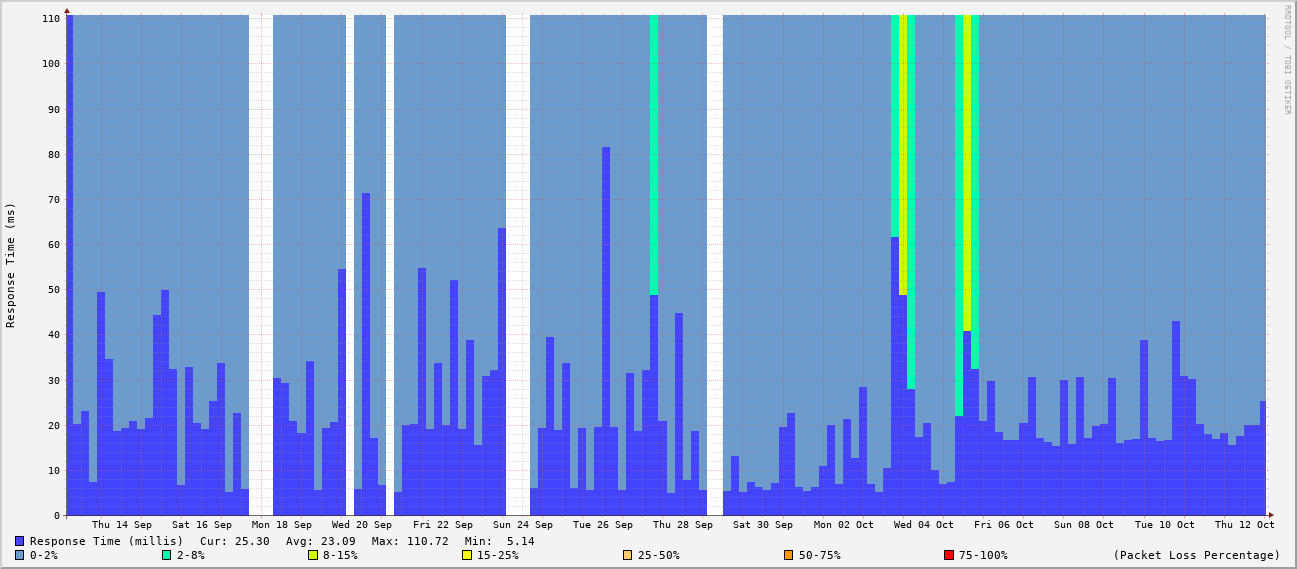 110
100
90
80
70
60
50
40
30
20
10
0
Response Time (ms)
RRDTOOL / TOBI OETIKER
Thu 14 Sep Sat 16 Sep Mon 18 Sep Wed 20 Sep Fri 22 Sep Sun 24 Sep Tue 26 Sep Thu 28 Sep Sat 30 Sep Mon 02 Oct Wed 04 Oct Fri 06 Oct Sun 08 Oct Tue 10 Oct Thu 12 Oct
Response Time (millis) Cur: 25.30 Avg: 23.09 Max: 110.72 Min: 5.14
0-2% 2-8% 8-15% 15-25% 25-50% 50-75% 75-100% (Packet Loss Percentage)